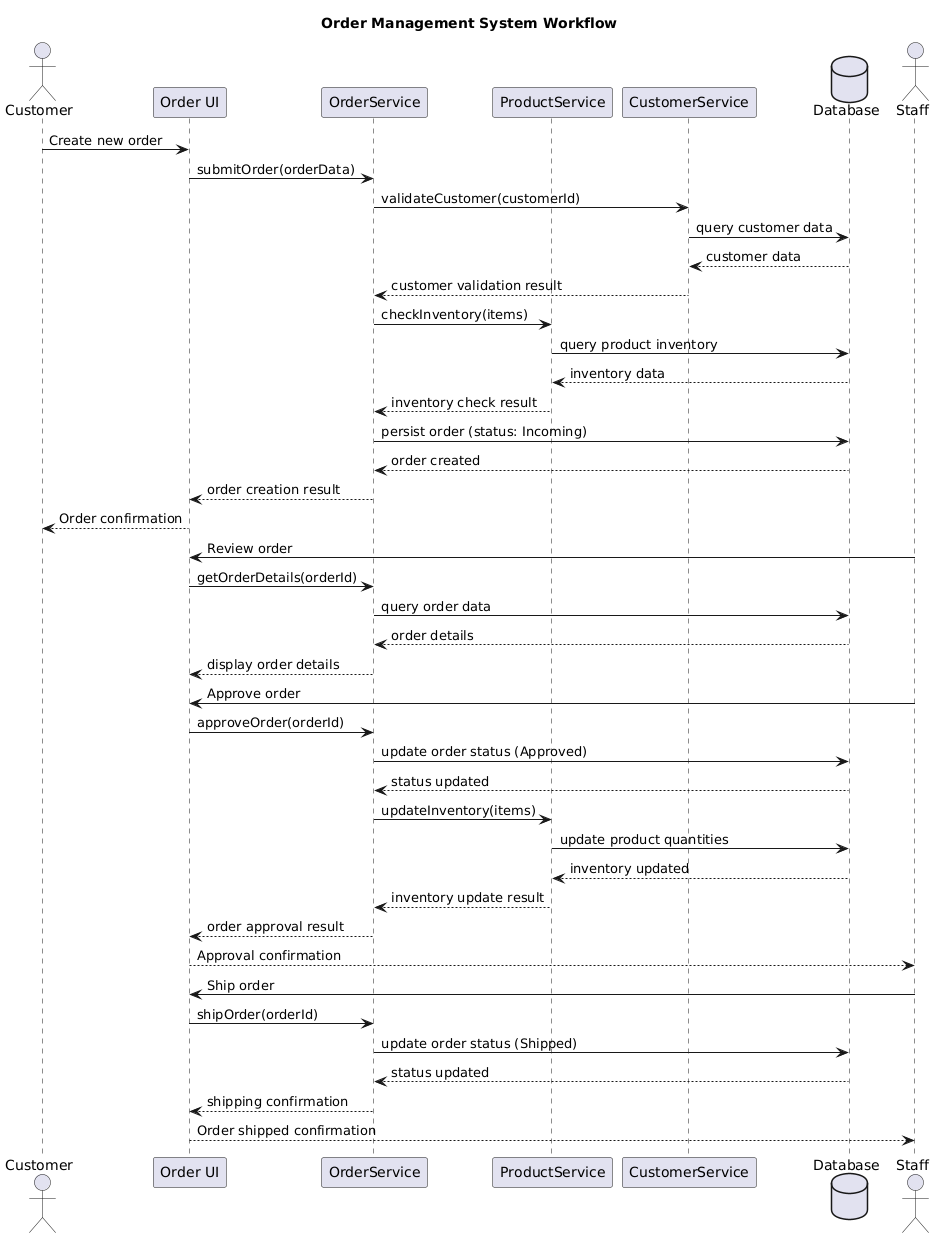 Order Management System Workflow
Customer
Order UI
OrderService
ProductService
CustomerService
Database
Staff
Create new order
submitOrder(orderData)
validateCustomer(customerId)
query customer data
customer data
customer validation result
checkInventory(items)
query product inventory
inventory data
inventory check result
persist order (status: Incoming)
order created
order creation result
Order confirmation
Review order
getOrderDetails(orderId)
query order data
order details
display order details
Approve order
approveOrder(orderId)
update order status (Approved)
status updated
updateInventory(items)
update product quantities
inventory updated
inventory update result
order approval result
Approval confirmation
Ship order
shipOrder(orderId)
update order status (Shipped)
status updated
shipping confirmation
Order shipped confirmation
Customer
Order UI
OrderService
ProductService
CustomerService
Database
Staff